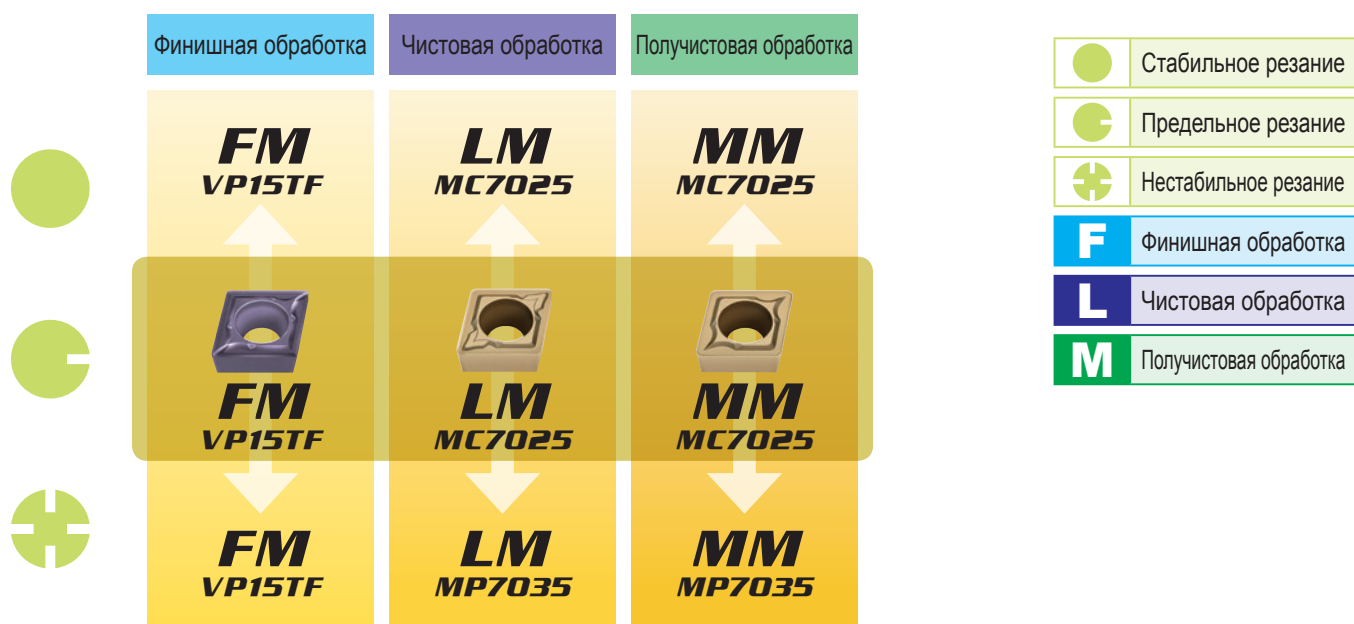 Финишная обработка
Чистовая обработка
Получистовая обработка
FM
VP15TF
LM
MC7025
MM
MC7025
FM
VP15TF
LM
MC7025
MM
MC7025
FM
VP15TF
LM
MP7035
MM
MP7035
Стабильное резание
Предельное резание
Нестабильное резание
F Финишная обработка
L Чистовая обработка
M Получистовая обработка